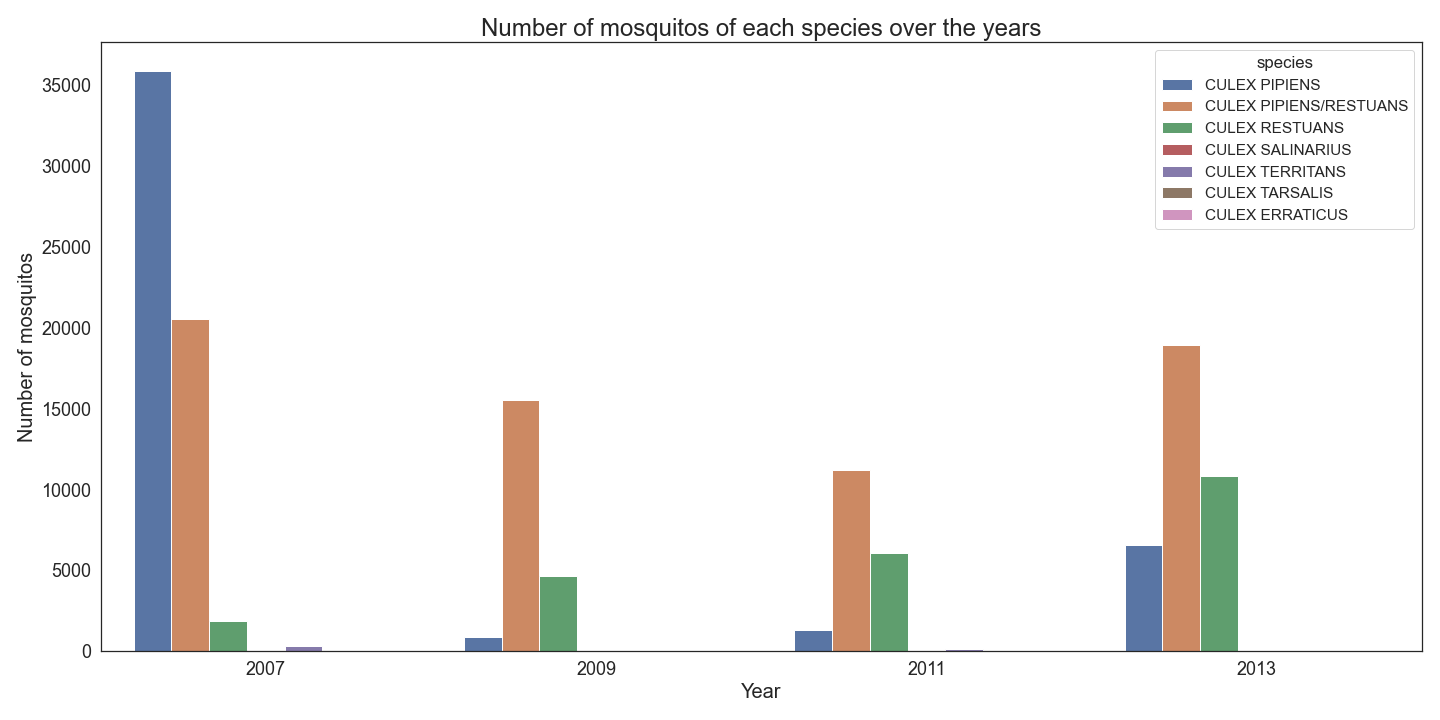 Number of mosquitos of each species over the years
species
CULEX PIPIENS
CULEX PIPIENS/RESTUANS
CULEX RESTUANS
CULEX SALINARIUS
CULEX TERRITANS
CULEX TARSALIS
CULEX ERRATICUS
Number of mosquitos
35000
30000
25000
20000
15000
10000
5000
0
2007 2009 2011 2013
Year